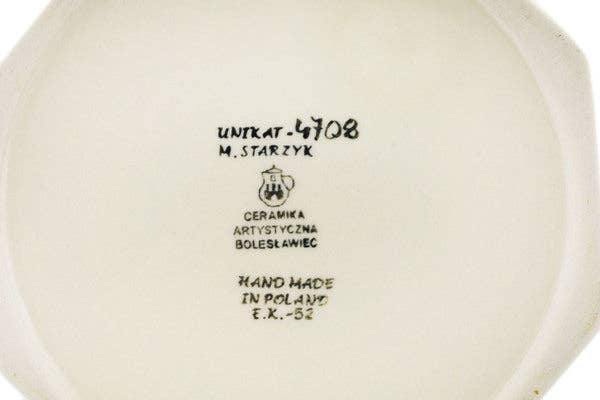 UNIKAT-4708
M. STARZYK
CERAMIKA
ARTYSTYCZNA
BOLESŁAWIEC
HAND MADE
IN POLAND
E.K.-52